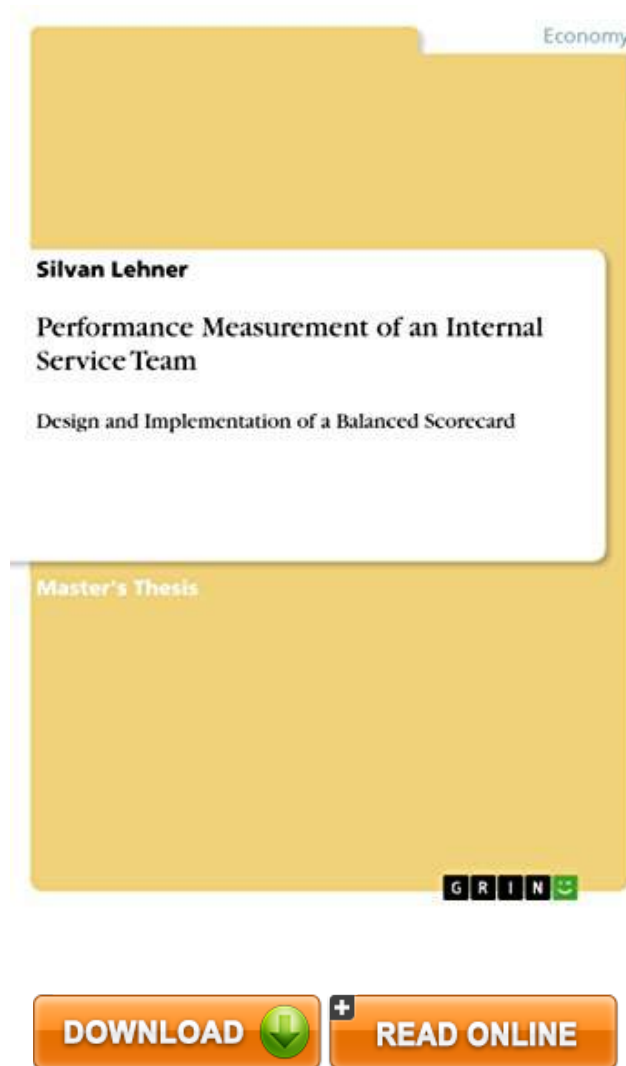 Economy
Silvan Lehner
Performance Measurement of an Internal
Service Team
Design and Implementation of a Balanced Scorecard
Master's Thesis
GRIN
DOWNLOAD
READ ONLINE